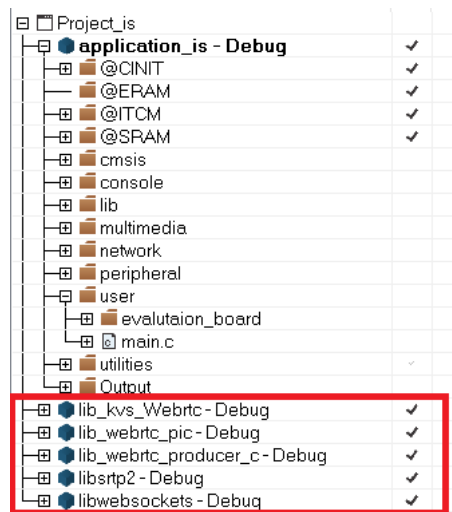 Project_is
application_is - Debug
@CINIT
@ERAM
@ITCM
@SRAM
cmsis
console
lib
multimedia
network
peripheral
user
evalutaion_board
main.c
utilities
Output
lib_kvs_Webrtc - Debug
lib_webrtc_pic - Debug
lib_webrtc_producer_c - Debug
libsrtp2 - Debug
libwebsockets - Debug